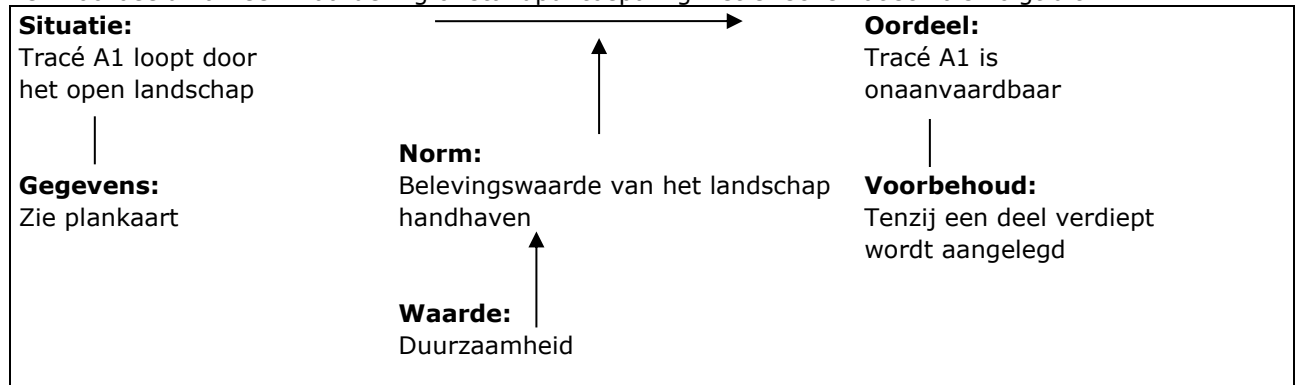 Situatie:
Tracé A1 loopt door
het open landschap
Oordeel:
Tracé A1 is
onaanvaardbaar
Norm:
Belevingswaarde van het landschap
handhaven
Gegevens:
Zie plankaart
Voorbehoud:
Tenzij een deel verdiept
wordt aangelegd
Waarde:
Duurzaamheid